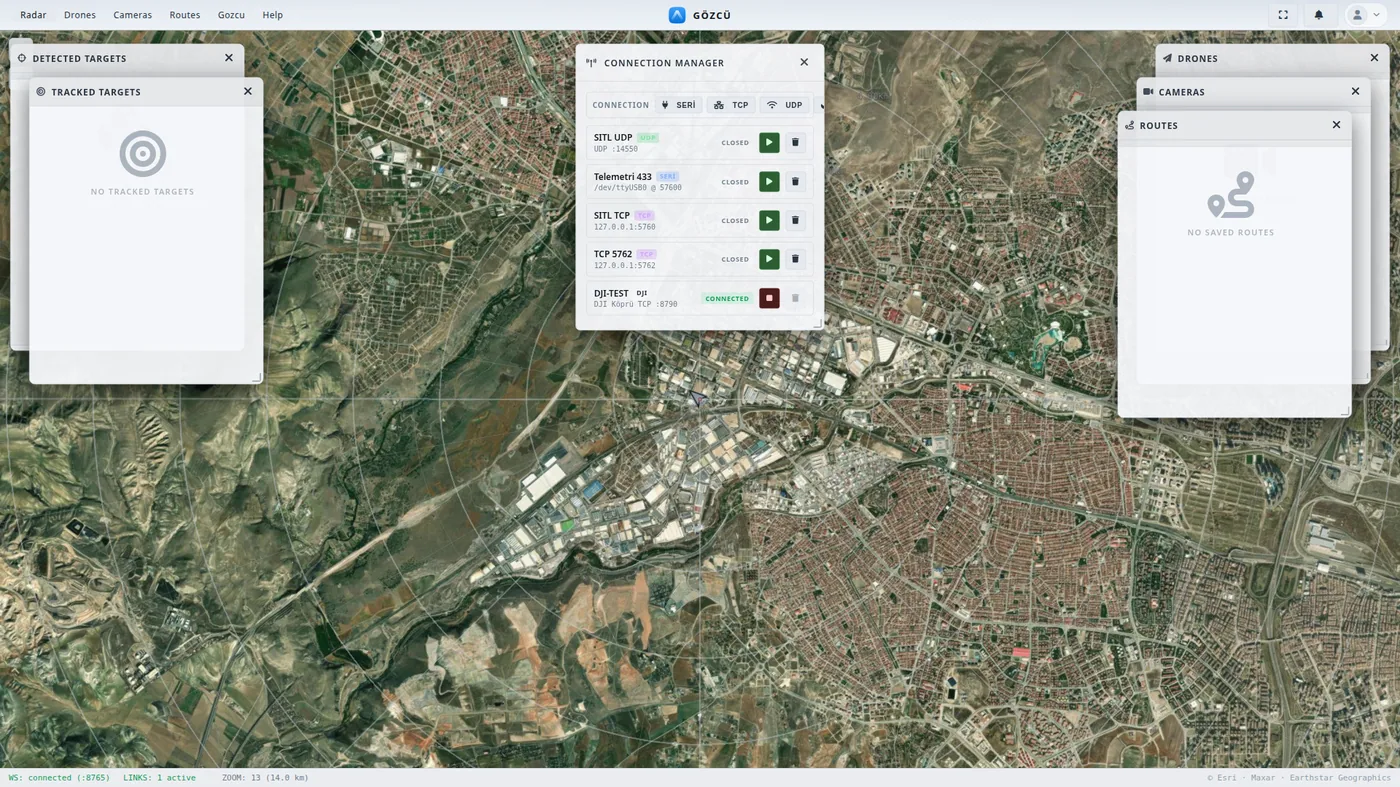 Radar Drones Cameras Routes Gozcu Help
GÖZCÜ
DETECTED TARGETS
TRACKED TARGETS
NO TRACKED TARGETS
CONNECTION MANAGER
CONNECTION SERİ TCP UDP
SITL UDP UDP
UDP :14550
CLOSED
Telemetri 433 SERİ
/dev/ttyUSB0 @ 57600
CLOSED
SITL TCP TCP
127.0.0.1:5760
CLOSED
TCP 5762 TCP
127.0.0.1:5762
CLOSED
DJI-TEST DJI
DJI Köprü TCP :8790
CONNECTED
DRONES
CAMERAS
ROUTES
NO SAVED ROUTES
WS: connected (:8765) LINKS: 1 active ZOOM: 13 (14.0 km)
© Esri · Maxar · Earthstar Geographics